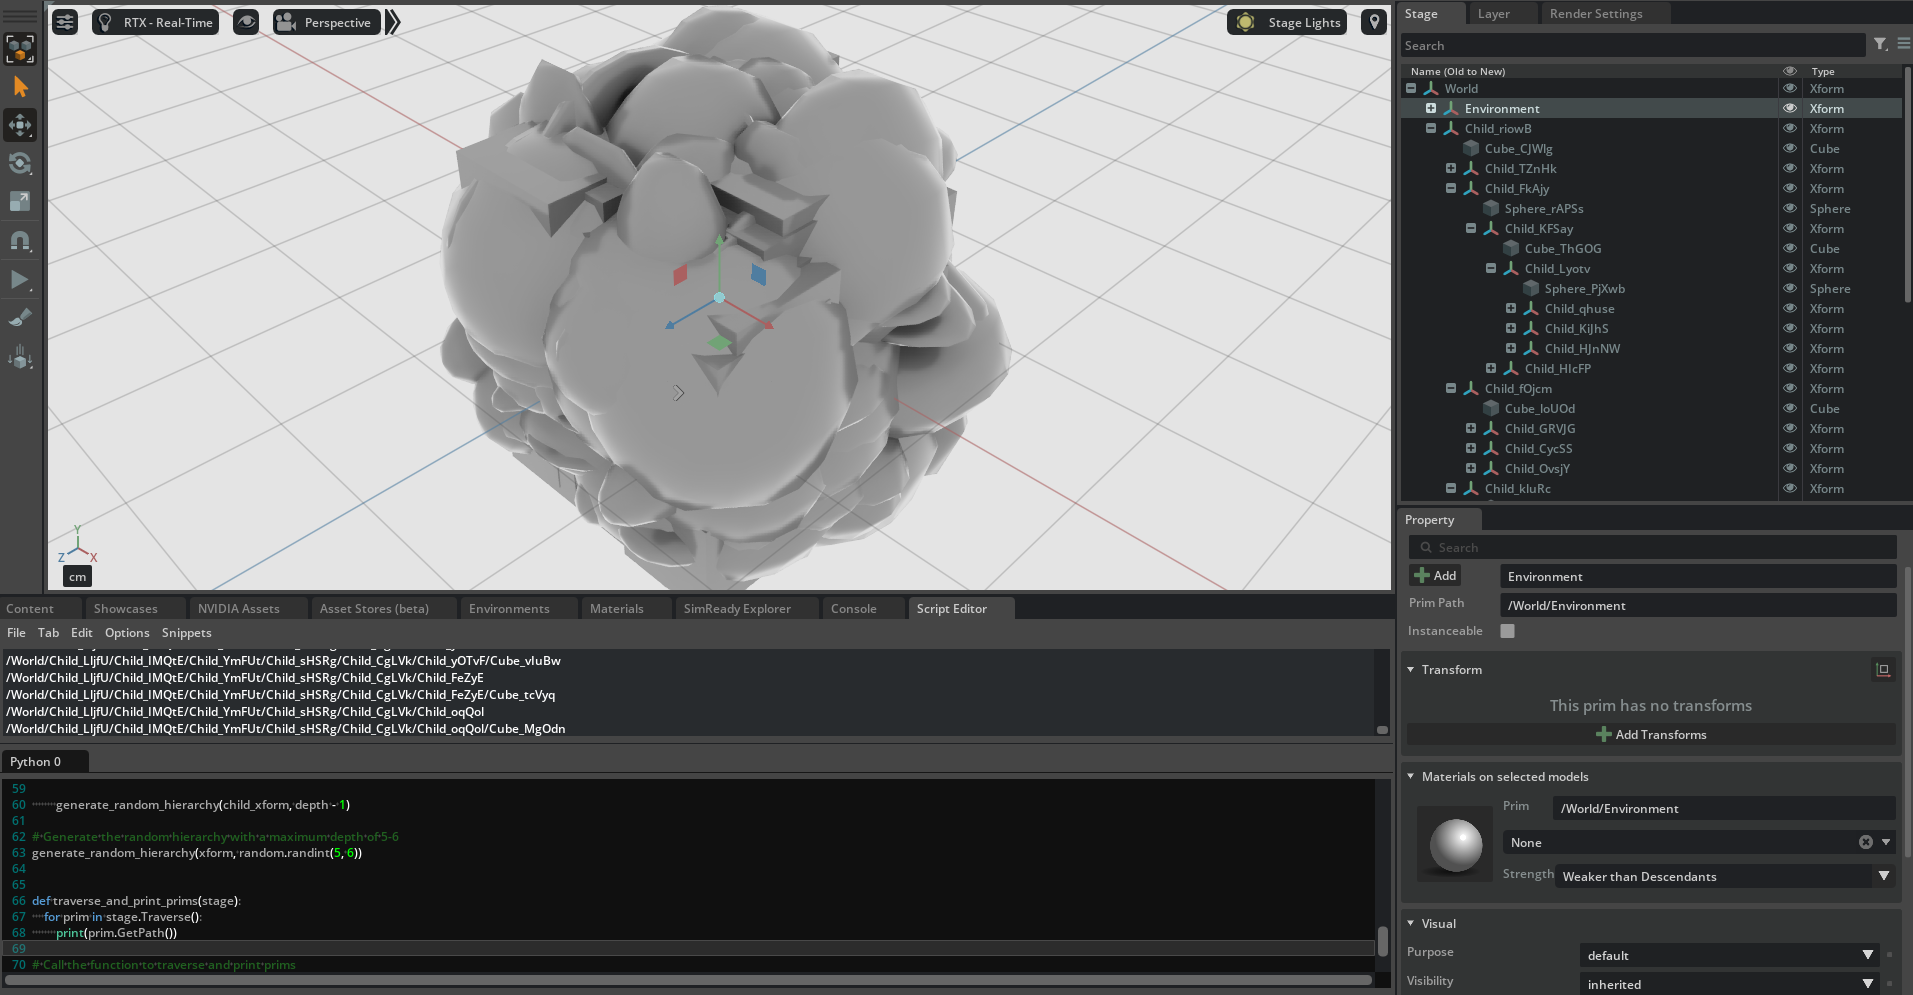 RTX - Real-Time
Perspective
Stage Lights
Y
Z
X
cm
Stage
Layer
Render Settings
Search
Name (Old to New)
Type
World
Xform
Environment
Xform
Child_riowB
Xform
Cube_CJWlg
Cube
Child_TZnHk
Xform
Child_FkAjy
Xform
Sphere_rAPSs
Sphere
Child_KFSay
Xform
Cube_ThGOG
Cube
Child_Lyotv
Xform
Sphere_PjXwb
Sphere
Child_qhuse
Xform
Child_KiJhS
Xform
Child_HJnNW
Xform
Child_HIcFP
Xform
Child_fOjcm
Xform
Cube_IoUOd
Cube
Child_GRVJG
Xform
Child_CycSS
Xform
Child_OvsjY
Xform
Child_kluRc
Xform
Property
Search
Add
Environment
Prim Path
/World/Environment
Instanceable
Transform
This prim has no transforms
Add Transforms
Materials on selected models
Prim
/World/Environment
None
Strength
Weaker than Descendants
Visual
Purpose
default
Visibility
inherited
Content
Showcases
NVIDIA Assets
Asset Stores (beta)
Environments
Materials
SimReady Explorer
Console
Script Editor
File Tab Edit Options Snippets
/World/Child_LljfU/Child_IMQtE/Child_YmFUt/Child_sHSRg/Child_CgLVk/Child_yOTvF/Cube_vluBw
/World/Child_LljfU/Child_IMQtE/Child_YmFUt/Child_sHSRg/Child_CgLVk/Child_FeZyE
/World/Child_LljfU/Child_IMQtE/Child_YmFUt/Child_sHSRg/Child_CgLVk/Child_FeZyE/Cube_tcVyq
/World/Child_LljfU/Child_IMQtE/Child_YmFUt/Child_sHSRg/Child_CgLVk/Child_oqQol
/World/Child_LljfU/Child_IMQtE/Child_YmFUt/Child_sHSRg/Child_CgLVk/Child_oqQol/Cube_MgOdn
Python 0
59
60 generate_random_hierarchy(child_xform, depth - 1)
61
62 # Generate the random hierarchy with a maximum depth of 5-6
63 generate_random_hierarchy(xform, random.randint(5, 6))
64
65
66 def traverse_and_print_prims(stage):
67 for prim in stage.Traverse():
68 print(prim.GetPath())
69
70 # Call the function to traverse and print prims